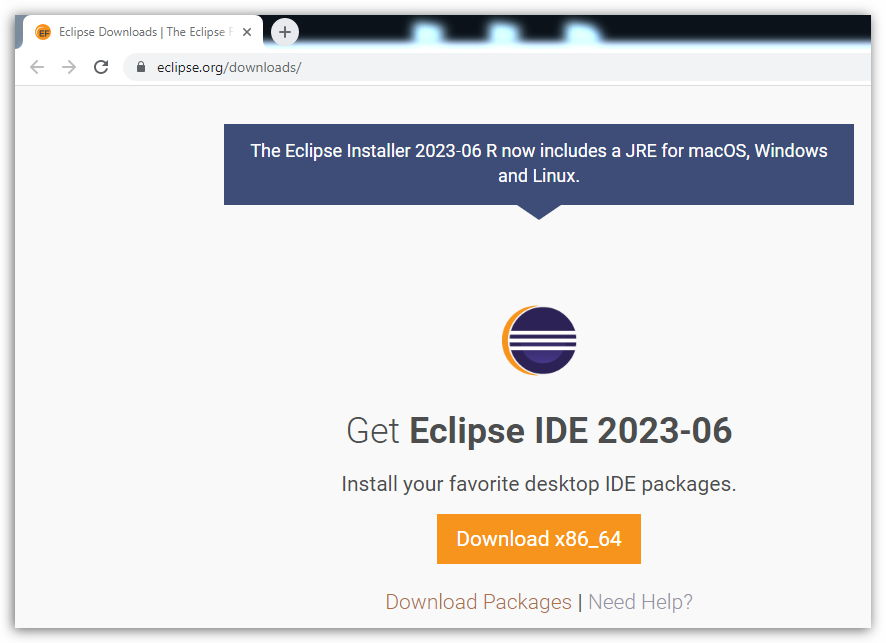 Eclipse Downloads | The Eclipse F
eclipse.org/downloads/
The Eclipse Installer 2023-06 R now includes a JRE for macOS, Windows
and Linux.
Get Eclipse IDE 2023-06
Install your favorite desktop IDE packages.
Download x86_64
Download Packages | Need Help?